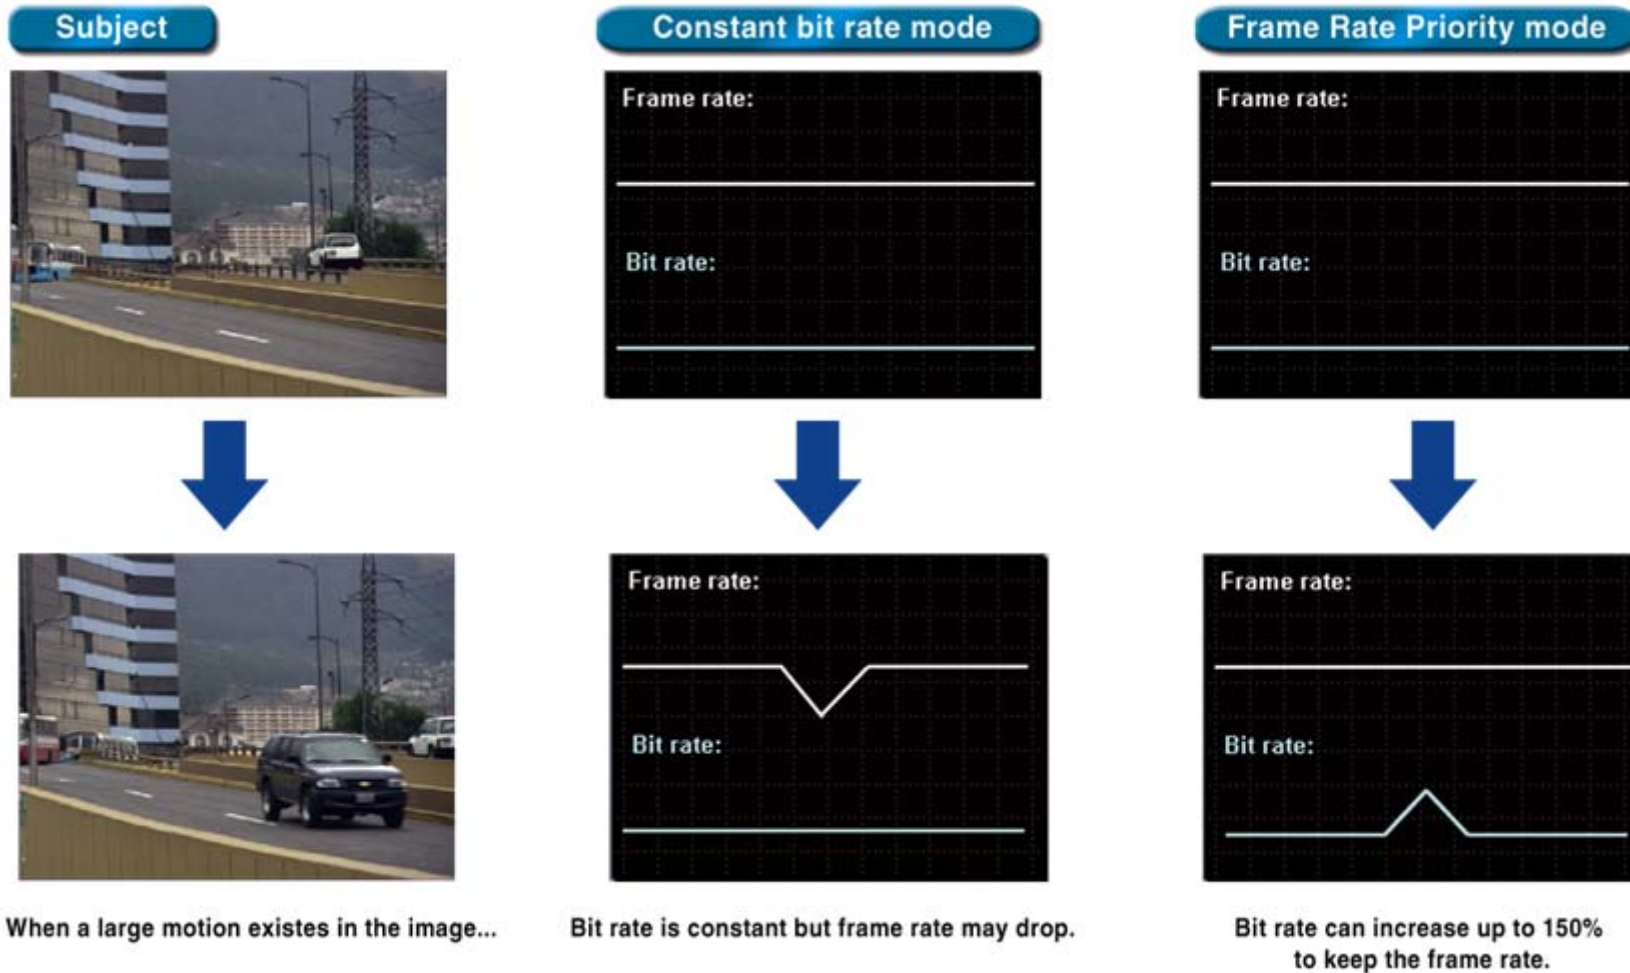 Subject
Constant bit rate mode
Frame Rate Priority mode
Frame rate:
Bit rate:
Frame rate:
Bit rate:
Frame rate:
Bit rate:
Frame rate:
Bit rate:
When a large motion existes in the image...
Bit rate is constant but frame rate may drop.
Bit rate can increase up to 150%
to keep the frame rate.